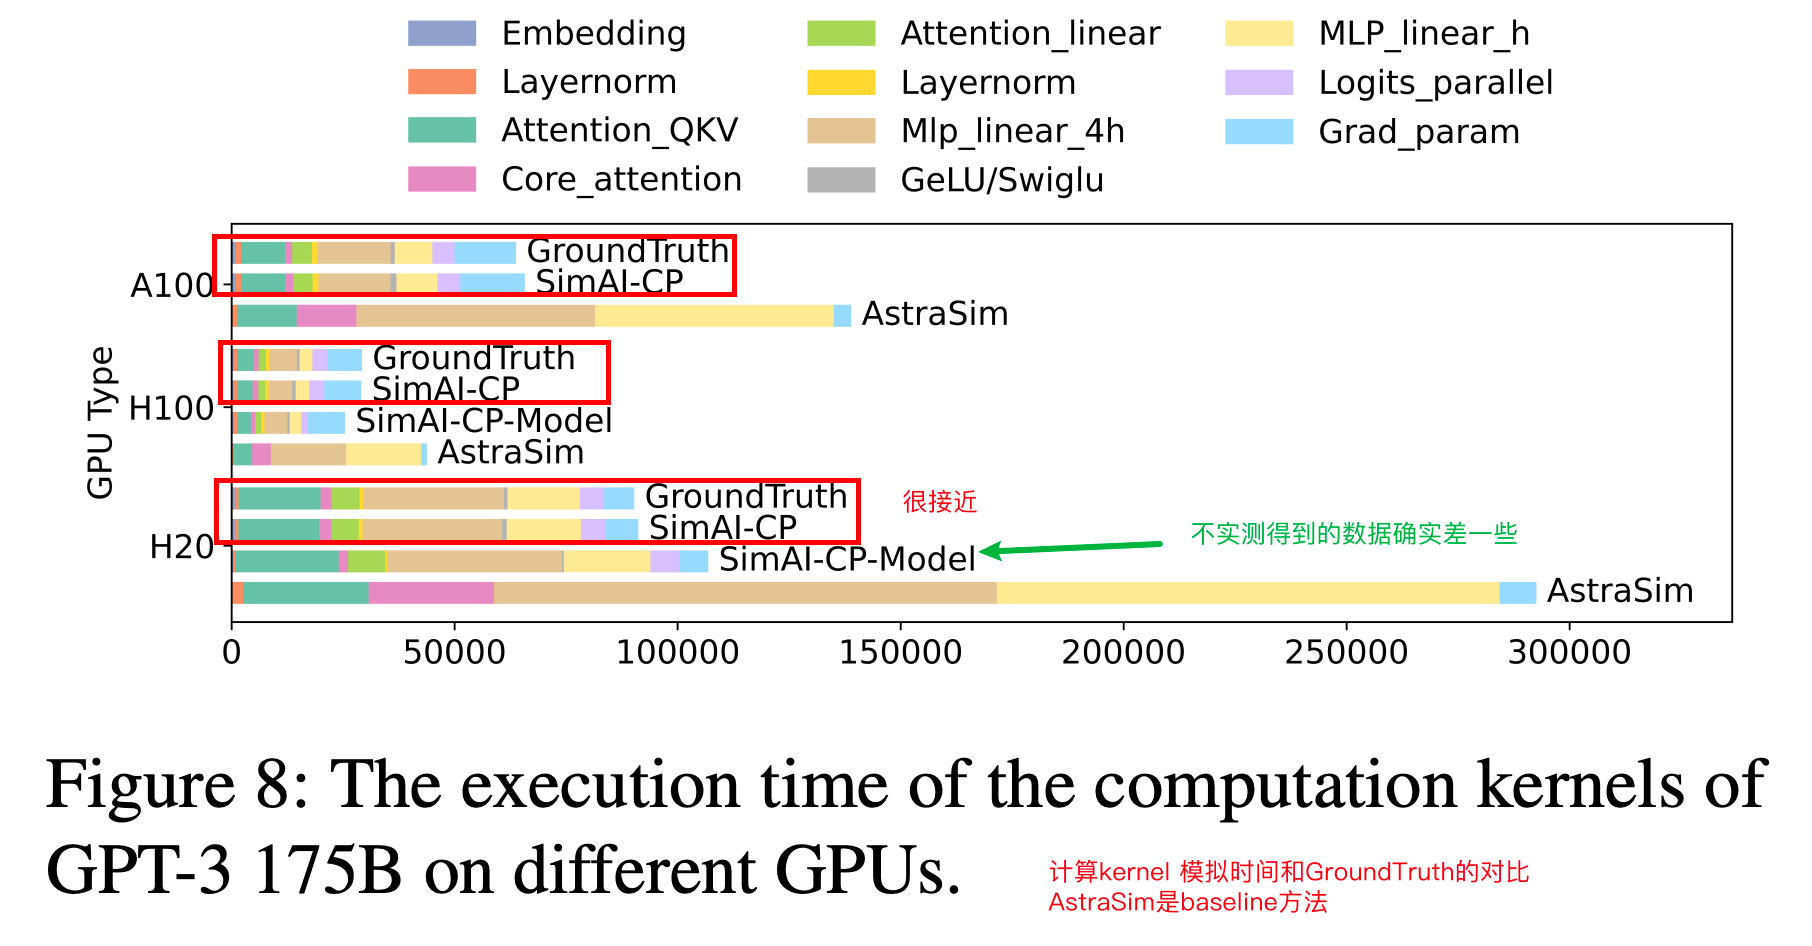 Embedding
Attention_linear
MLP_linear_h
Layernorm
Layernorm
Logits_parallel
Attention_QKV
Mlp_linear_4h
Grad_param
Core_attention
GeLU/Swiglu
GPU Type
A100
GroundTruth
SimAI-CP
AstraSim
H100
GroundTruth
SimAI-CP
SimAI-CP-Model
AstraSim
H20
GroundTruth
很接近
SimAI-CP
不实测得到的数据确实差一些
SimAI-CP-Model
AstraSim
0 50000 100000 150000 200000 250000 300000
Figure 8: The execution time of the computation kernels of
GPT-3 175B on different GPUs.
计算kernel 模拟时间和GroundTruth的对比
AstraSim是baseline方法